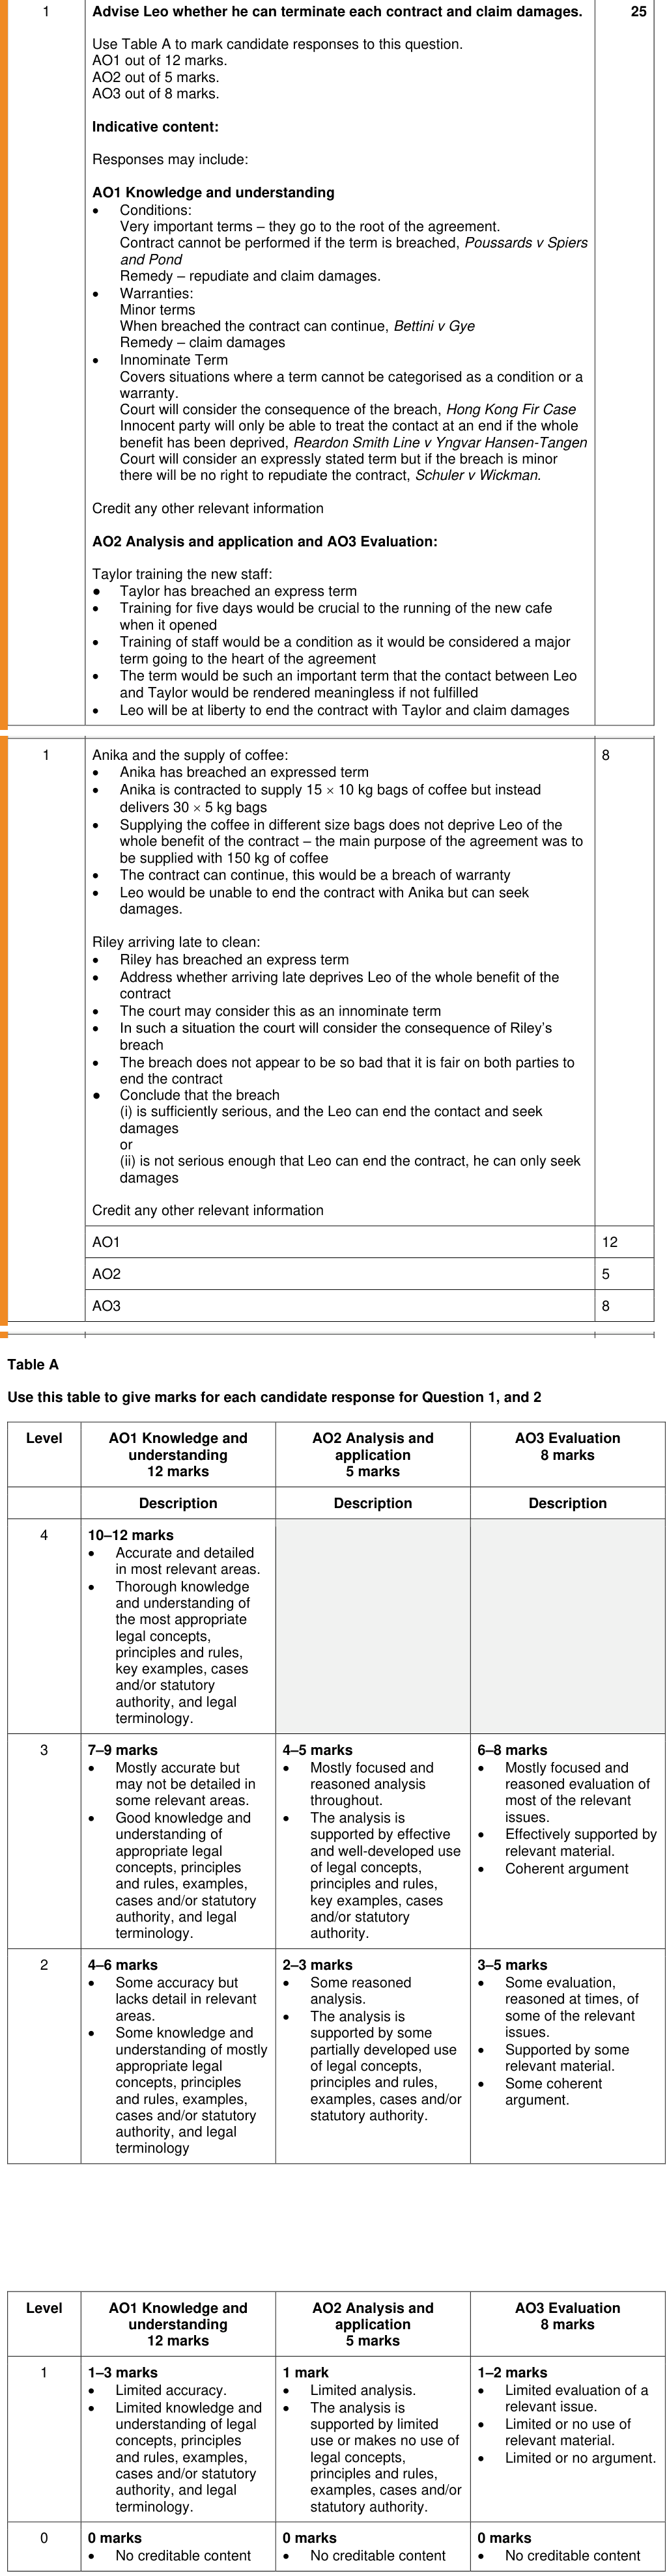 1 Advise Leo whether he can terminate each contract and claim damages. 25
Use Table A to mark candidate responses to this question.
AO1 out of 12 marks.
AO2 out of 5 marks.
AO3 out of 8 marks.
Indicative content:
Responses may include:
AO1 Knowledge and understanding
• Conditions:
Very important terms – they go to the root of the agreement.
Contract cannot be performed if the term is breached, Poussards v Spiers
and Pond
Remedy – repudiate and claim damages.
• Warranties:
Minor terms
When breached the contract can continue, Bettini v Gye
Remedy – claim damages
• Innominate Term
Covers situations where a term cannot be categorised as a condition or a
warranty.
Court will consider the consequence of the breach, Hong Kong Fir Case
Innocent party will only be able to treat the contact at an end if the whole
benefit has been deprived, Reardon Smith Line v Yngvar Hansen-Tangen
Court will consider an expressly stated term but if the breach is minor
there will be no right to repudiate the contract, Schuler v Wickman.
Credit any other relevant information
AO2 Analysis and application and AO3 Evaluation:
Taylor training the new staff:
● Taylor has breached an express term
• Training for five days would be crucial to the running of the new cafe
when it opened
• Training of staff would be a condition as it would be considered a major
term going to the heart of the agreement
• The term would be such an important term that the contact between Leo
and Taylor would be rendered meaningless if not fulfilled
• Leo will be at liberty to end the contract with Taylor and claim damages
1 Anika and the supply of coffee: 8
• Anika has breached an expressed term
• Anika is contracted to supply 15 × 10 kg bags of coffee but instead
delivers 30 × 5 kg bags
• Supplying the coffee in different size bags does not deprive Leo of the
whole benefit of the contract – the main purpose of the agreement was to
be supplied with 150 kg of coffee
• The contract can continue, this would be a breach of warranty
• Leo would be unable to end the contract with Anika but can seek
damages.
Riley arriving late to clean:
• Riley has breached an express term
• Address whether arriving late deprives Leo of the whole benefit of the
contract
• The court may consider this as an innominate term
• In such a situation the court will consider the consequence of Riley's
breach
• The breach does not appear to be so bad that it is fair on both parties to
end the contract
● Conclude that the breach
(i) is sufficiently serious, and the Leo can end the contact and seek
damages
or
(ii) is not serious enough that Leo can end the contract, he can only seek
damages
Credit any other relevant information
AO1 12
AO2 5
AO3 8
Table A
Use this table to give marks for each candidate response for Question 1, and 2
Level
AO1 Knowledge and
understanding
12 marks
AO2 Analysis and
application
5 marks
AO3 Evaluation
8 marks
Description Description Description
4
10–12 marks
• Accurate and detailed
in most relevant areas.
• Thorough knowledge
and understanding of
the most appropriate
legal concepts,
principles and rules,
key examples, cases
and/or statutory
authority, and legal
terminology.
3
7–9 marks
• Mostly accurate but
may not be detailed in
some relevant areas.
• Good knowledge and
understanding of
appropriate legal
concepts, principles
and rules, examples,
cases and/or statutory
authority, and legal
terminology.
4–5 marks
• Mostly focused and
reasoned analysis
throughout.
• The analysis is
supported by effective
and well-developed use
of legal concepts,
principles and rules,
key examples, cases
and/or statutory
authority.
6–8 marks
• Mostly focused and
reasoned evaluation of
most of the relevant
issues.
• Effectively supported by
relevant material.
• Coherent argument
2
4–6 marks
• Some accuracy but
lacks detail in relevant
areas.
• Some knowledge and
understanding of mostly
appropriate legal
concepts, principles
and rules, examples,
cases and/or statutory
authority, and legal
terminology
2–3 marks
• Some reasoned
analysis.
• The analysis is
supported by some
partially developed use
of legal concepts,
principles and rules,
examples, cases and/or
statutory authority.
3–5 marks
• Some evaluation,
reasoned at times, of
some of the relevant
issues.
• Supported by some
relevant material.
• Some coherent
argument.
Level
AO1 Knowledge and
understanding
12 marks
AO2 Analysis and
application
5 marks
AO3 Evaluation
8 marks
1
1–3 marks
• Limited accuracy.
• Limited knowledge and
understanding of legal
concepts, principles
and rules, examples,
cases and/or statutory
authority, and legal
terminology.
1 mark
• Limited analysis.
• The analysis is
supported by limited
use or makes no use of
legal concepts,
principles and rules,
examples, cases and/or
statutory authority.
1–2 marks
• Limited evaluation of a
relevant issue.
• Limited or no use of
relevant material.
• Limited or no argument.
0
0 marks
• No creditable content
0 marks
• No creditable content
0 marks
• No creditable content